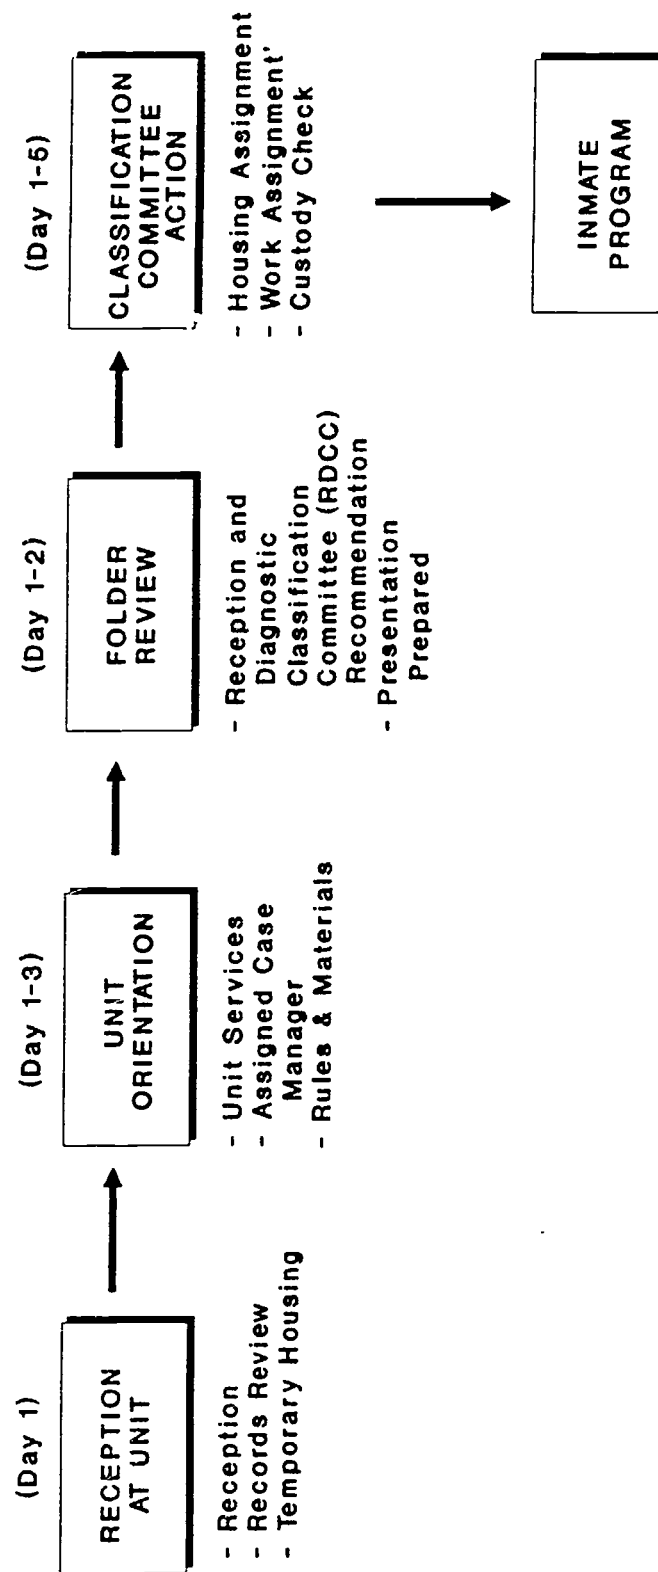 (Day 1)
RECEPTION
AT UNIT
- Reception
- Records Review
- Temporary Housing
(Day 1-3)
UNIT
ORIENTATION
- Unit Services
- Assigned Case
Manager
- Rules & Materials
(Day 1-2)
FOLDER
REVIEW
- Reception and
Diagnostic
Classification
Committee (RDCC)
Recommendation
- Presentation
Prepared
(Day 1-5)
CLASSIFICATION
COMMITTEE
ACTION
- Housing Assignment
- Work Assignment'
- Custody Check
INMATE
PROGRAM